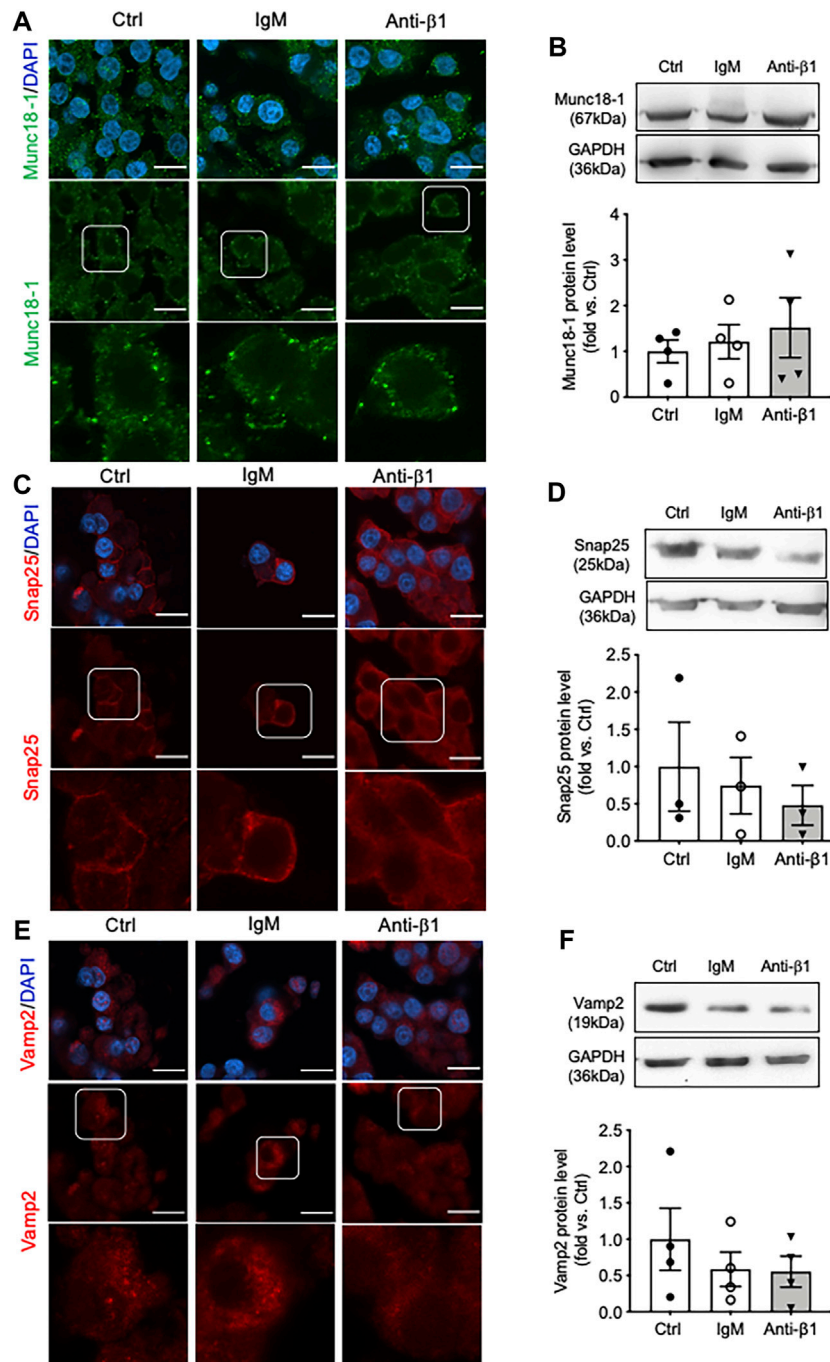 A
Ctrl
IgM
Anti-β1
Munc18-1/DAPI
Munc18-1
B
Ctrl
IgM
Anti-β1
Munc18-1
(67kDa)
GAPDH
(36kDa)
Munc18-1 protein level
(fold vs. Ctrl)
4
3
2
1
0
Ctrl
IgM
Anti-β1
C
Ctrl
IgM
Anti-β1
Snap25/DAPI
Snap25
D
Ctrl
IgM
Anti-β1
Snap25
(25kDa)
GAPDH
(36kDa)
Snap25 protein level
(fold vs. Ctrl)
2.5
2.0
1.5
1.0
0.5
0.0
Ctrl
IgM
Anti-β1
E
Ctrl
IgM
Anti-β1
Vamp2/DAPI
Vamp2
F
Ctrl
IgM
Anti-β1
Vamp2
(19kDa)
GAPDH
(36kDa)
Vamp2 protein level
(fold vs. Ctrl)
2.5
2.0
1.5
1.0
0.5
0.0
Ctrl
IgM
Anti-β1